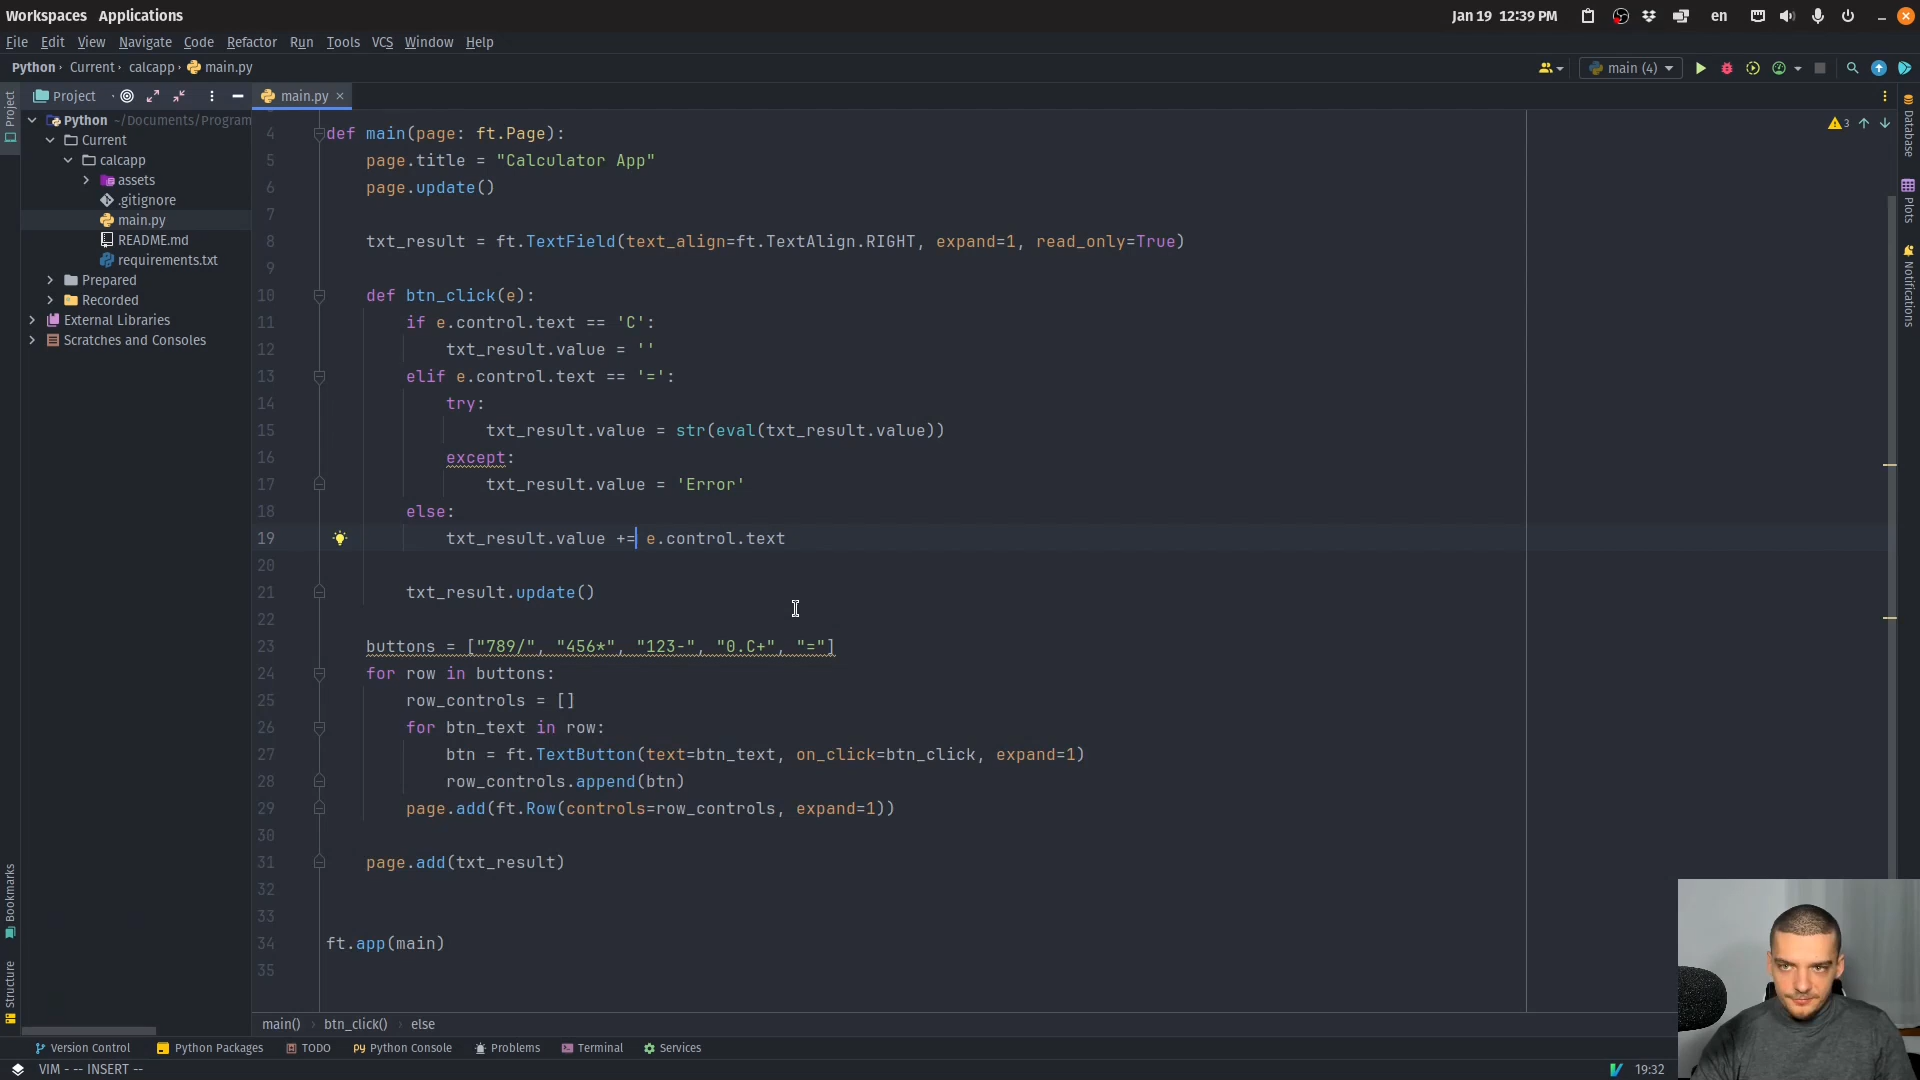 Workspaces Applications
Jan 19 12:39 PM
en
File Edit View Navigate Code Refactor Run Tools VCS Window Help
Python Current calcapp main.py
main (4)
Project
Project
main.py
Python ~/Documents/Program
Current
calcapp
assets
.gitignore
main.py
README.md
requirements.txt
Prepared
Recorded
External Libraries
Scratches and Consoles
3
4 def main(page: ft.Page):
5 page.title = "Calculator App"
6 page.update()
7
8 txt_result = ft.TextField(text_align=ft.TextAlign.RIGHT, expand=1, read_only=True)
9
10 def btn_click(e):
11 if e.control.text == 'C':
12 txt_result.value = ''
13 elif e.control.text == '=':
14 try:
15 txt_result.value = str(eval(txt_result.value))
16 except:
17 txt_result.value = 'Error'
18 else:
19 txt_result.value += e.control.text
20
21 txt_result.update()
22
23 buttons = ["789/", "456*", "123-", "0.C+", "="]
24 for row in buttons:
25 row_controls = []
26 for btn_text in row:
27 btn = ft.TextButton(text=btn_text, on_click=btn_click, expand=1)
28 row_controls.append(btn)
29 page.add(ft.Row(controls=row_controls, expand=1))
30
31 page.add(txt_result)
32
33
34 ft.app(main)
35
Database
Plots
Notifications
Bookmarks
Structure
main() btn_click() else
Version Control Python Packages TODO Python Console Problems Terminal Services
VIM - -- INSERT --
19:32